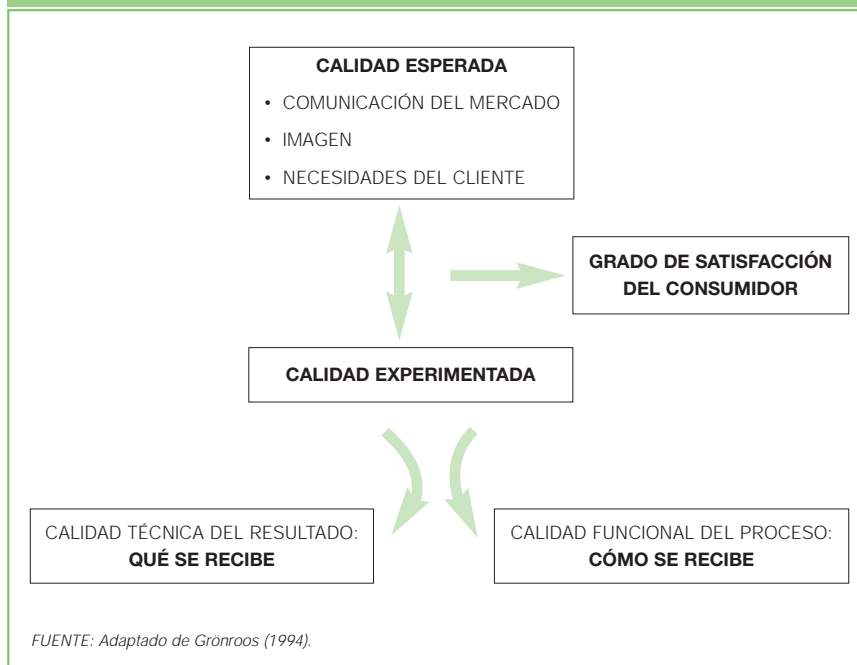 CALIDAD ESPERADA
• COMUNICACIÓN DEL MERCADO
• IMAGEN
• NECESIDADES DEL CLIENTE
GRADO DE SATISFACCIÓN
DEL CONSUMIDOR
CALIDAD EXPERIMENTADA
CALIDAD TÉCNICA DEL RESULTADO:
QUÉ SE RECIBE
CALIDAD FUNCIONAL DEL PROCESO:
CÓMO SE RECIBE
FUENTE: Adaptado de Grönroos (1994).